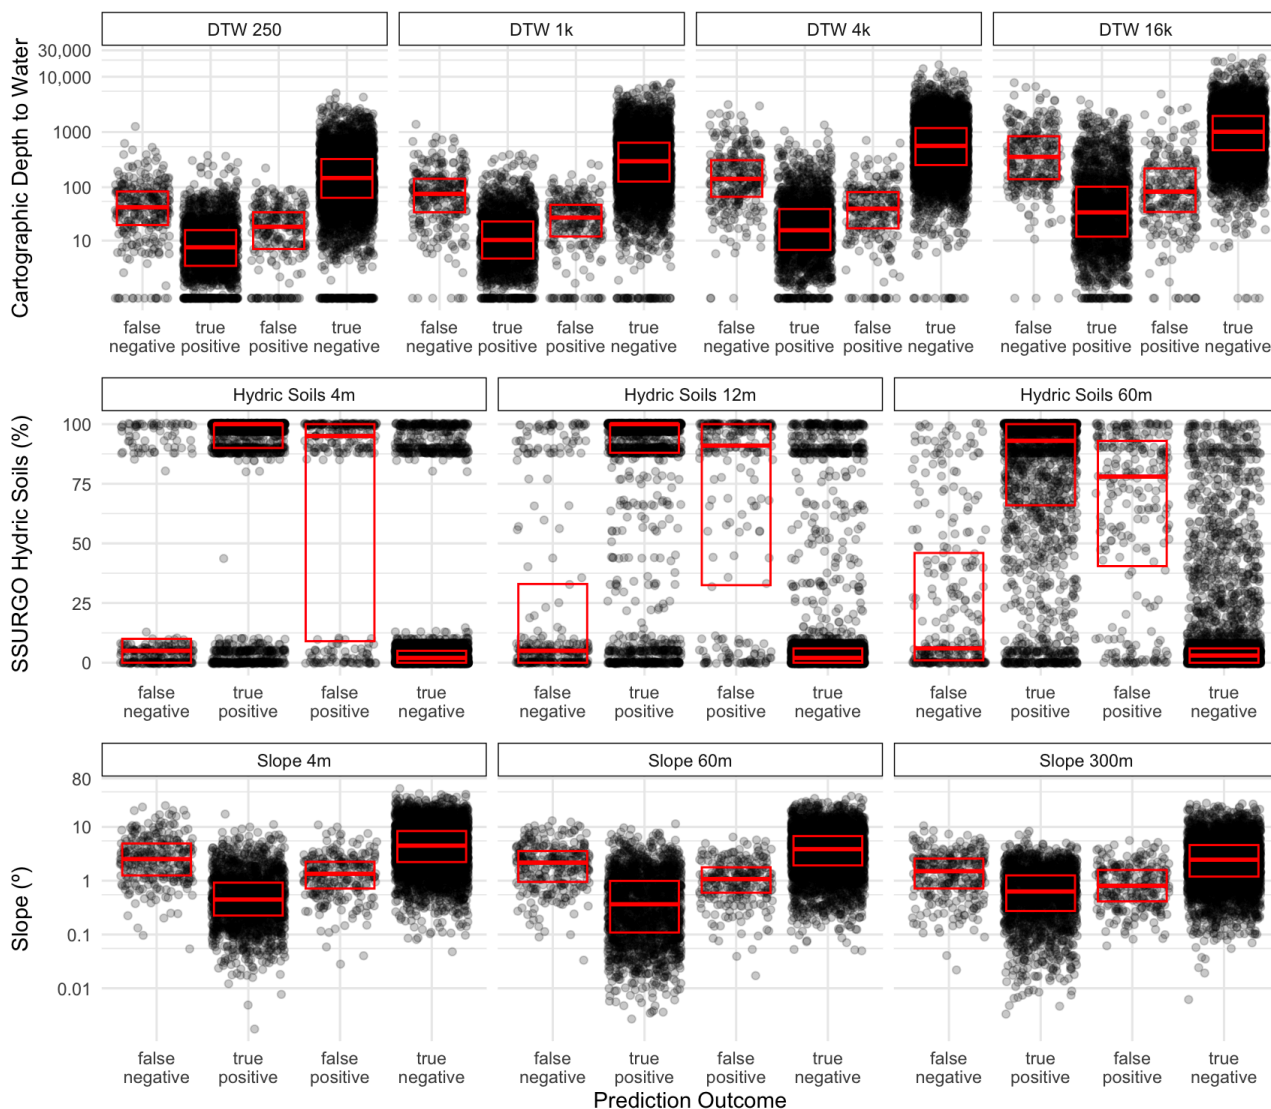 DTW 250
DTW 1k
DTW 4k
DTW 16k
Cartographic Depth to Water
30,000
10,000
1000
100
10
false negative
true positive
false positive
true negative
false negative
true positive
false positive
true negative
false negative
true positive
false positive
true negative
false negative
true positive
false positive
true negative
Hydric Soils 4m
Hydric Soils 12m
Hydric Soils 60m
SSURGO Hydric Soils (%)
100
75
50
25
0
false negative
true positive
false positive
true negative
false negative
true positive
false positive
true negative
false negative
true positive
false positive
true negative
Slope 4m
Slope 60m
Slope 300m
Slope (º)
80
10
1
0.1
0.01
false negative
true positive
false positive
true negative
false negative
true positive
false positive
true negative
false negative
true positive
false positive
true negative
Prediction Outcome